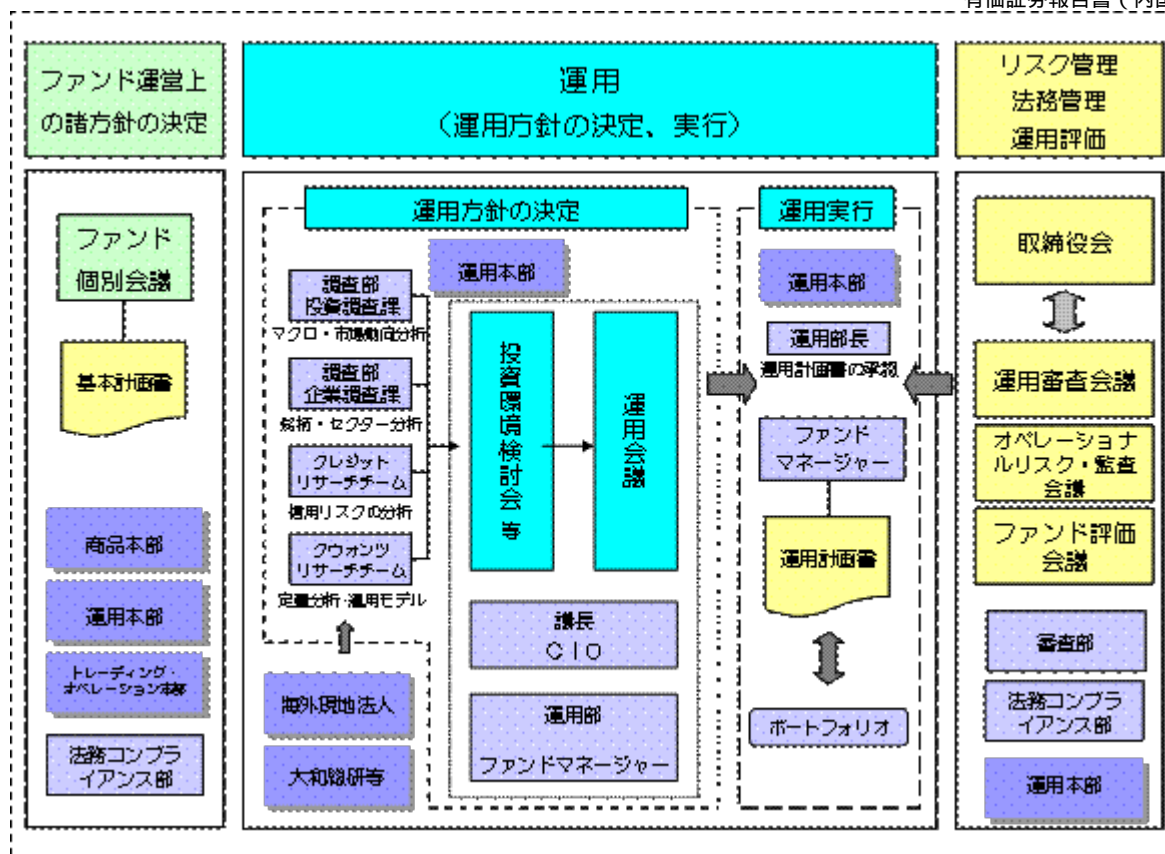 有価証券報告書（内国
ファンド運営上
の諸方針の決定
運用
（運用方針の決定、実行）
リスク管理
法務管理
運用評価
ファンド
個別会議
基本計画書
商品本部
運用本部
トレーディング・
オペレーション本部
法務コンプラ
イアンス部
運用方針の決定
運用本部
調査部
投資調査課
マクロ・市場動向分析
調査部
企業調査課
銘柄・セクター分析
クレジット
リサーチチーム
信用リスクの分析
クウォンツ
リサーチチーム
定量分析・運用モデル
海外現地法人
大和総研等
投資環境検討会 等
運用会議
議長
CIO
運用部
ファンドマネージャー
運用実行
運用本部
運用部長
運用計画書の承認
ファンド
マネージャー
運用計画書
ポートフォリオ
取締役会
運用審査会議
オペレーショナ
ルリスク・監査
会議
ファンド評価
会議
審査部
法務コンプラ
イアンス部
運用本部